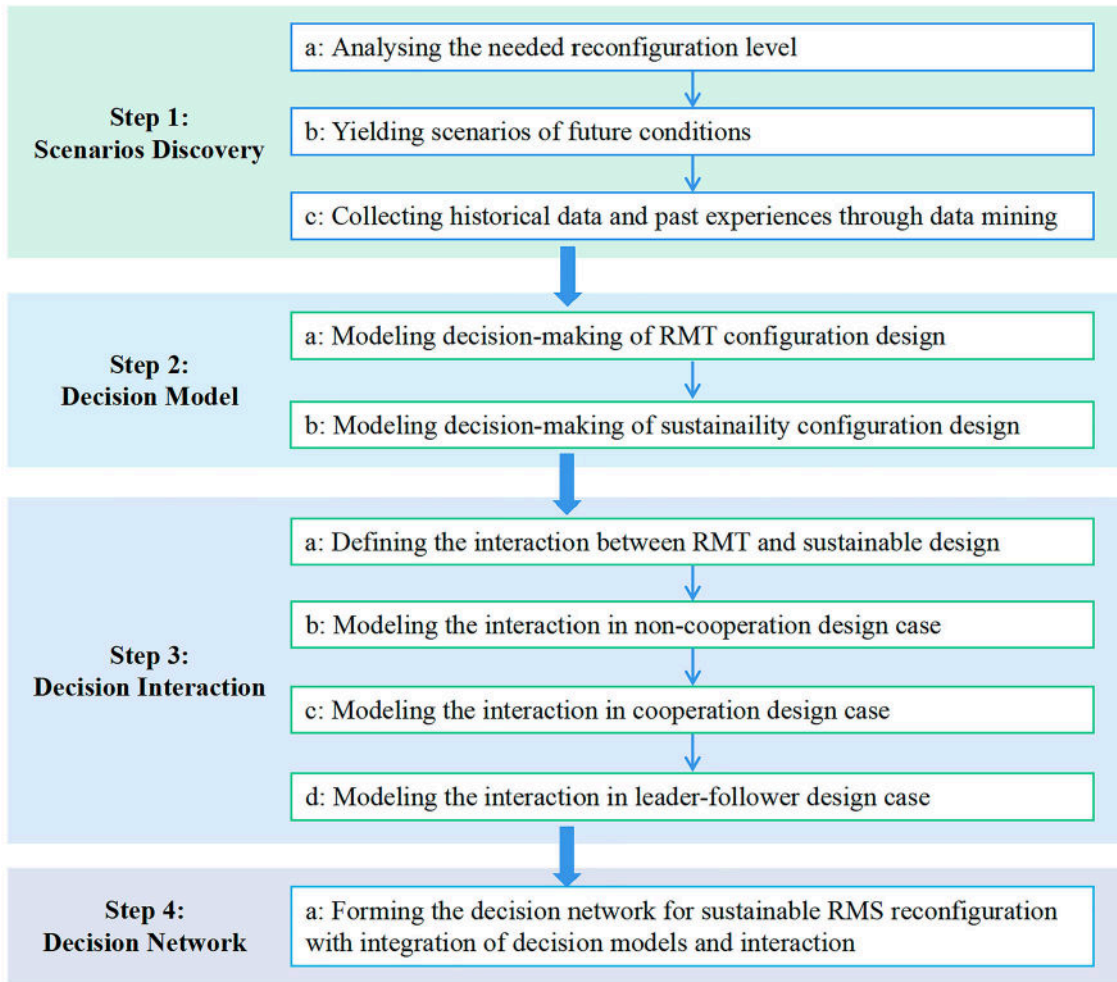 Step 1:
Scenarios Discovery
a: Analysing the needed reconfiguration level
b: Yielding scenarios of future conditions
c: Collecting historical data and past experiences through data mining
Step 2:
Decision Model
a: Modeling decision-making of RMT configuration design
b: Modeling decision-making of sustainaility configuration design
Step 3:
Decision Interaction
a: Defining the interaction between RMT and sustainable design
b: Modeling the interaction in non-cooperation design case
c: Modeling the interaction in cooperation design case
d: Modeling the interaction in leader-follower design case
Step 4:
Decision Network
a: Forming the decision network for sustainable RMS reconfiguration
with integration of decision models and interaction